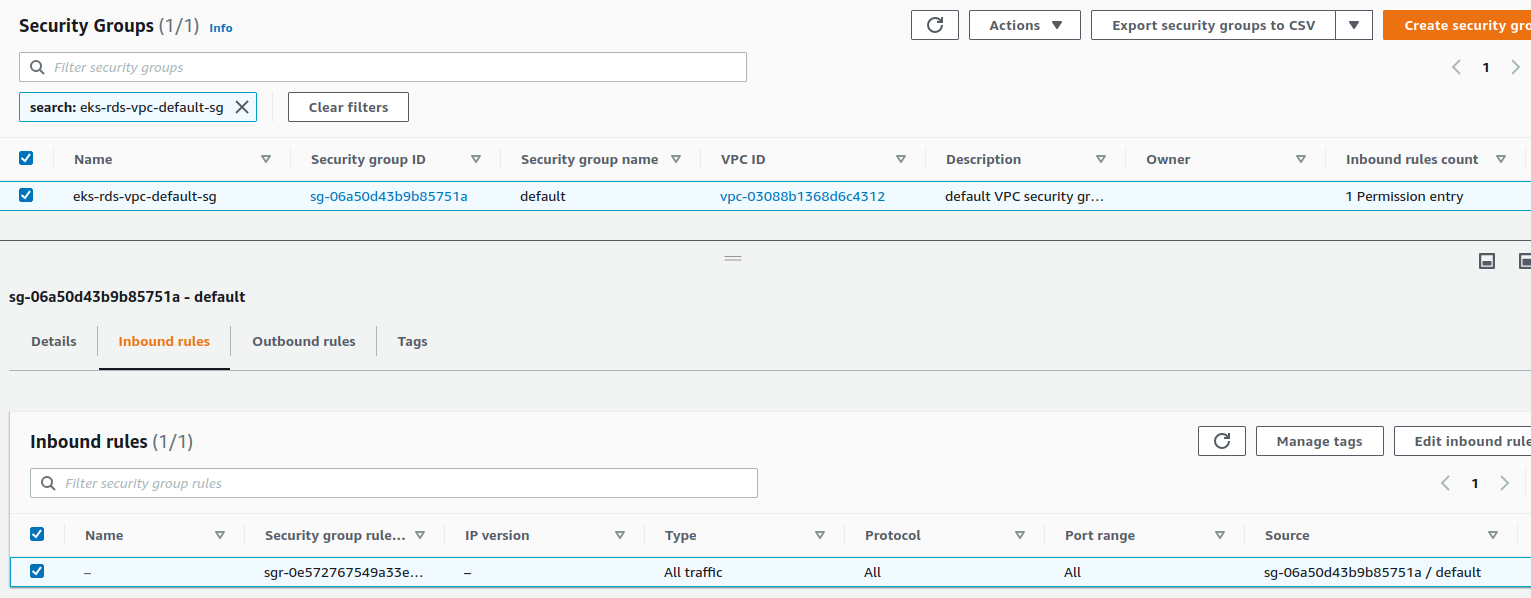 Security Groups (1/1) Info
Actions
Export security groups to CSV
Create security gro
Filter security groups
1
search: eks-rds-vpc-default-sg
Clear filters
Name Security group ID Security group name VPC ID Description Owner Inbound rules count
eks-rds-vpc-default-sg sg-06a50d43b9b85751a default vpc-03088b1368d6c4312 default VPC security gr... 1 Permission entry
sg-06a50d43b9b85751a - default
Details Inbound rules Outbound rules Tags
Inbound rules (1/1)
Manage tags
Edit inbound rule
Filter security group rules
1
Name Security group rule... IP version Type Protocol Port range Source
– sgr-0e572767549a33e... – All traffic All All sg-06a50d43b9b85751a / default